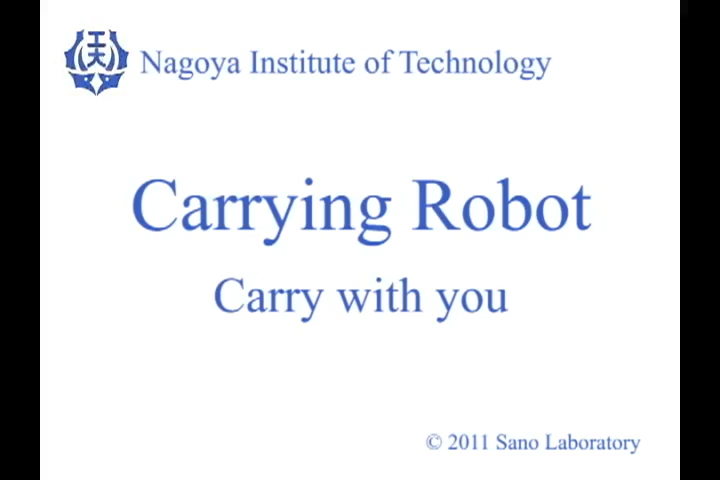 Nagoya Institute of Technology
Carrying Robot
Carry with you
© 2011 Sano Laboratory